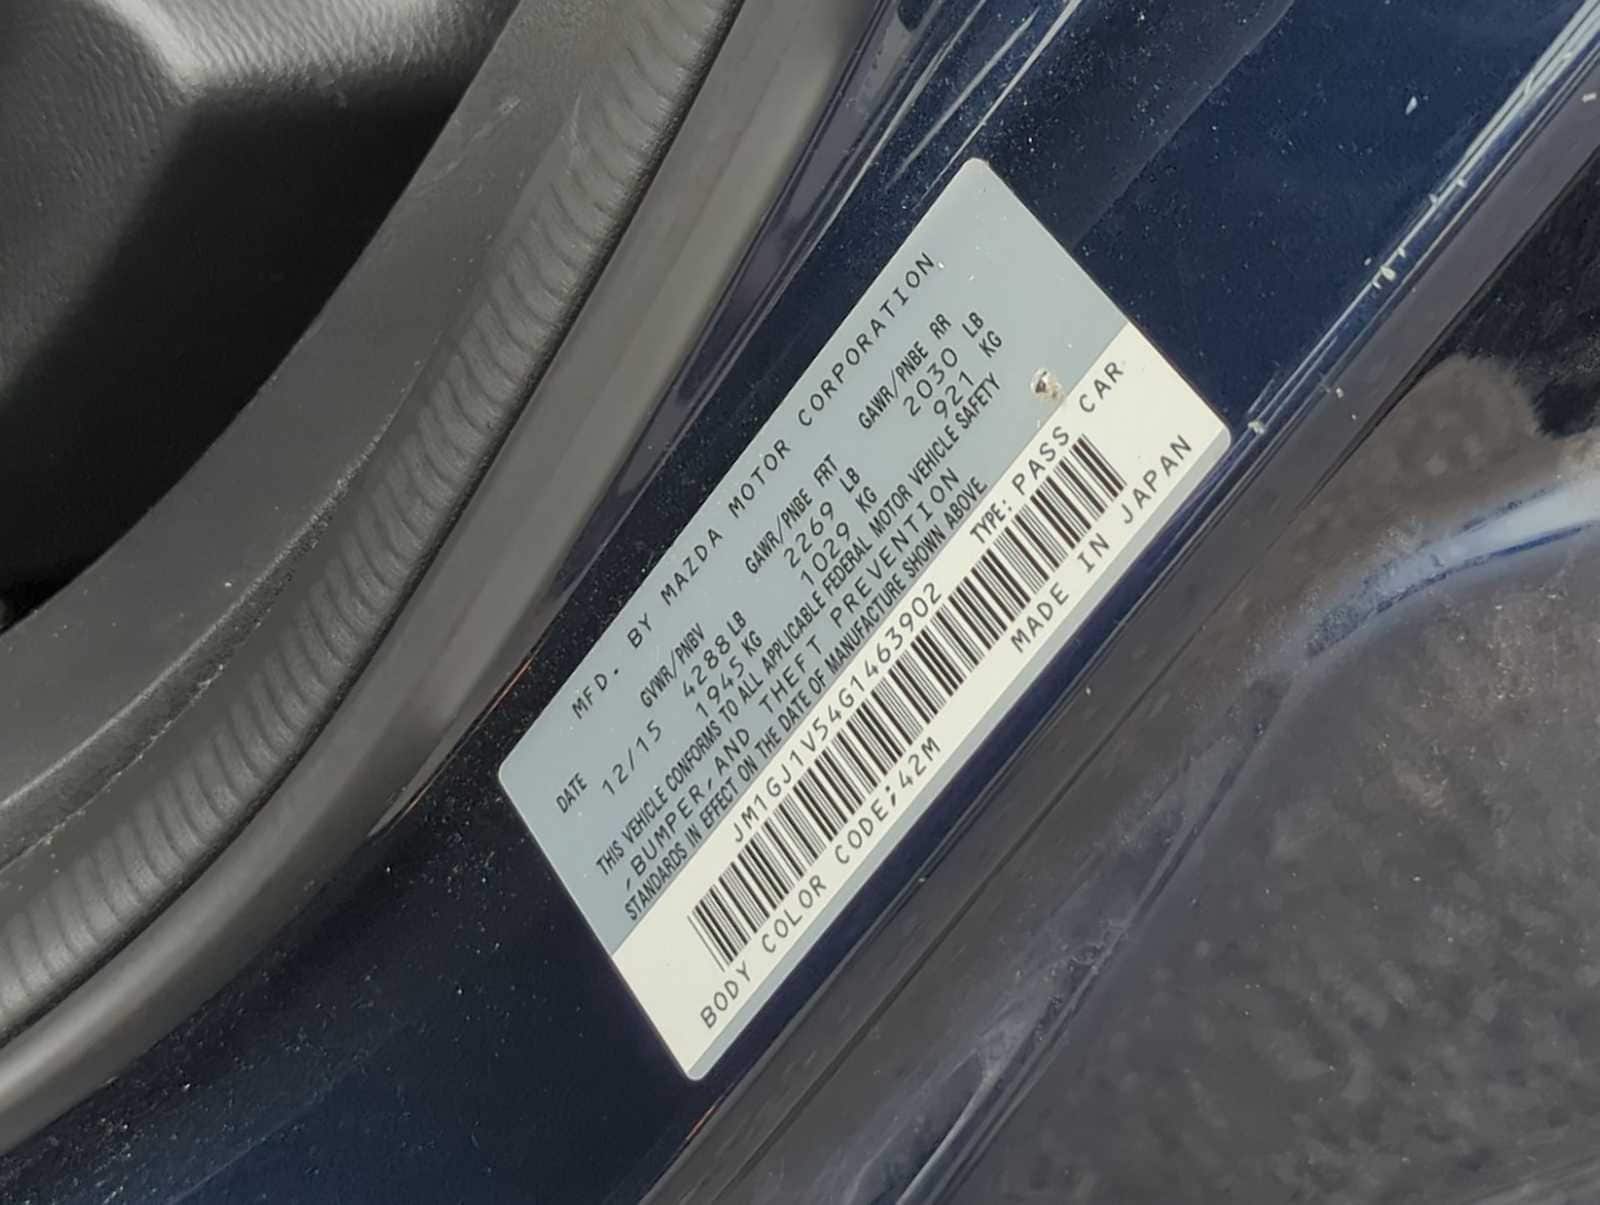 MFD. BY MAZDA MOTOR CORPORATION
DATE GVWR/PNBV GAWR/PNBE FRT GAWR/PNBE RR
12/15 4288 LB 2269 LB 2030 LB
1945 KG 1029 KG 921 KG
THIS VEHICLE CONFORMS TO ALL APPLICABLE FEDERAL MOTOR VEHICLE SAFETY
,BUMPER,AND THEFT PREVENTION
STANDARDS IN EFFECT ON THE DATE OF MANUFACTURE SHOWN ABOVE
JM1GJ1V54G1463902 TYPE: PASS CAR
BODY COLOR CODE;42M MADE IN JAPAN